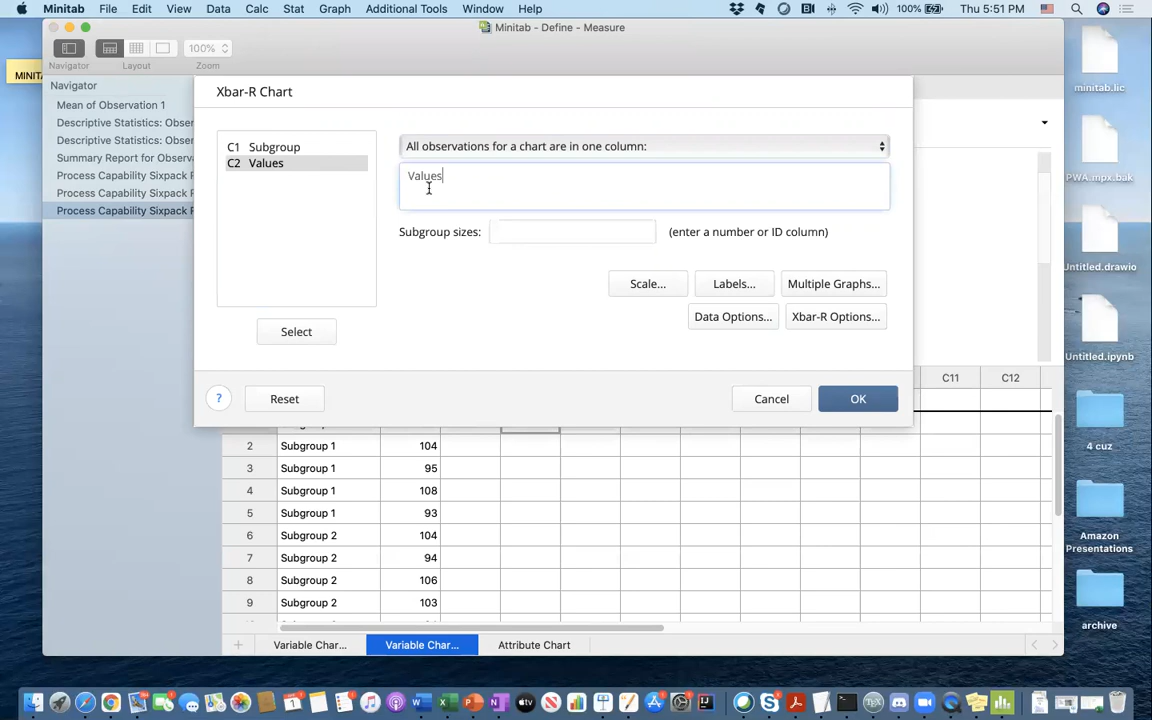 Minitab File Edit View Data Calc Stat Graph Additional Tools Window Help 100% Thu 5:51 PM
Minitab - Define - Measure
100%
Navigator Layout Zoom
MINITA
Navigator
Mean of Observation 1
Descriptive Statistics: Obser
Descriptive Statistics: Obser
Summary Report for Observa
Process Capability Sixpack R
Process Capability Sixpack R
Process Capability Sixpack R
Xbar-R Chart
C1 Subgroup
C2 Values
All observations for a chart are in one column:
Values
Subgroup sizes: (enter a number or ID column)
Scale... Labels... Multiple Graphs...
Data Options... Xbar-R Options...
Select
? Reset Cancel OK
C11 C12
2 Subgroup 1 104
3 Subgroup 1 95
4 Subgroup 1 108
5 Subgroup 1 93
6 Subgroup 2 104
7 Subgroup 2 94
8 Subgroup 2 106
9 Subgroup 2 103
+ Variable Char... Variable Char... Attribute Chart
minitab.lic
PWA.mpx.bak
Untitled.drawio
Untitled.ipynb
4 cuz
Amazon
Presentations
archive